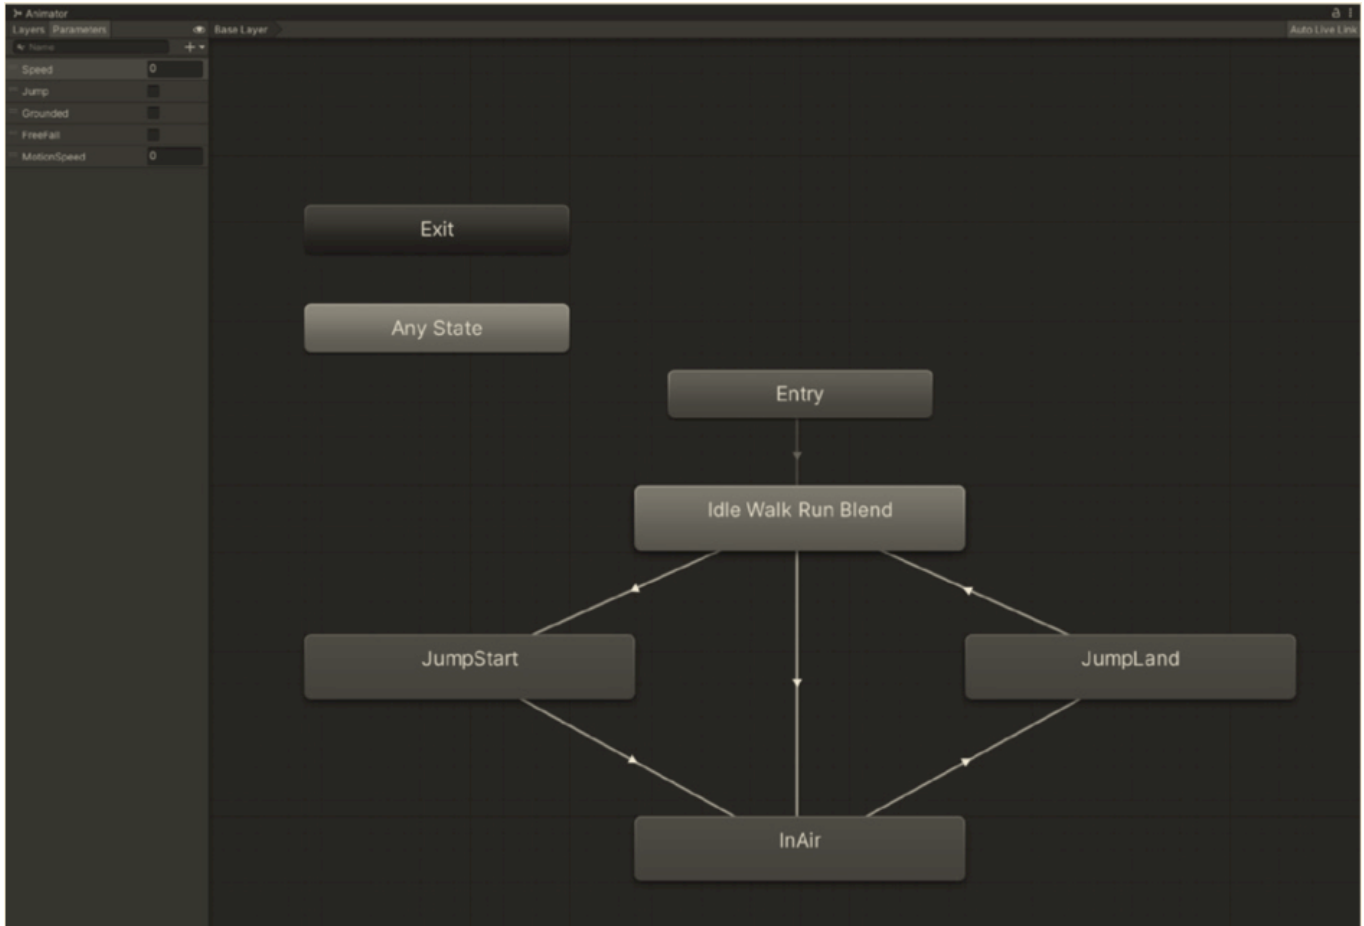 Animator
Layers Parameters
Base Layer
Auto Live Link
Name
Speed 0
Jump
Grounded
FreeFall
MotionSpeed 0
Exit
Any State
Entry
Idle Walk Run Blend
JumpStart
JumpLand
InAir